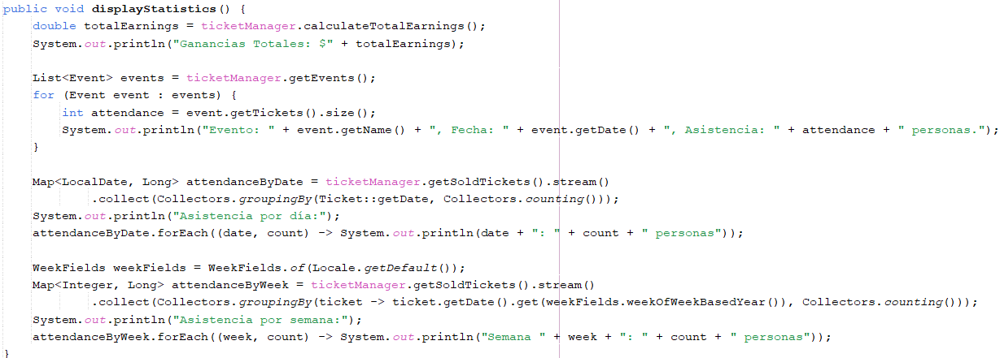 public void displayStatistics() {
    double totalEarnings = ticketManager.calculateTotalEarnings();
    System.out.println("Ganancias Totales: $" + totalEarnings);

    List<Event> events = ticketManager.getEvents();
    for (Event event : events) {
        int attendance = event.getTickets().size();
        System.out.println("Evento: " + event.getName() + ", Fecha: " + event.getDate() + ", Asistencia: " + attendance + " personas.");
    }

    Map<LocalDate, Long> attendanceByDate = ticketManager.getSoldTickets().stream()
            .collect(Collectors.groupingBy(Ticket::getDate, Collectors.counting()));
    System.out.println("Asistencia por día:");
    attendanceByDate.forEach((date, count) -> System.out.println(date + ": " + count + " personas"));

    WeekFields weekFields = WeekFields.of(Locale.getDefault());
    Map<Integer, Long> attendanceByWeek = ticketManager.getSoldTickets().stream()
            .collect(Collectors.groupingBy(ticket -> ticket.getDate().get(weekFields.weekOfWeekBasedYear()), Collectors.counting()));
    System.out.println("Asistencia por semana:");
    attendanceByWeek.forEach((week, count) -> System.out.println("Semana " + week + ": " + count + " personas"));
}